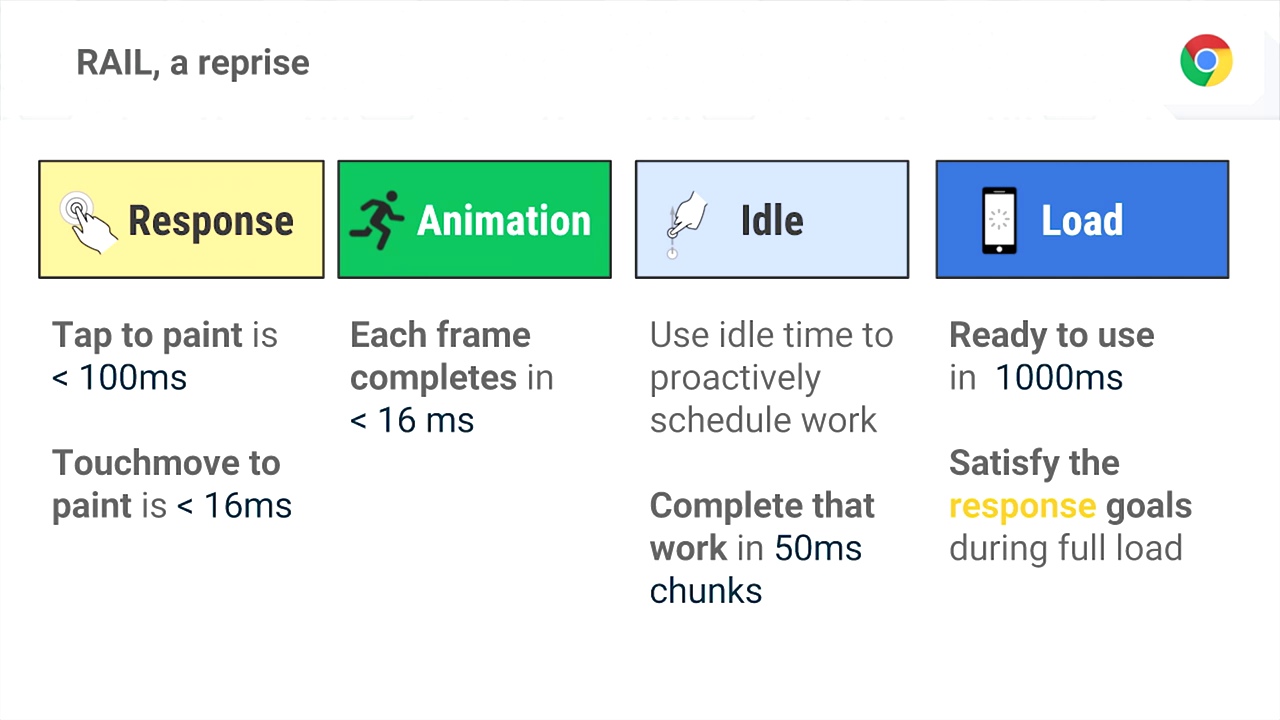 RAIL, a reprise
Response
Tap to paint is
< 100ms
Touchmove to
paint is < 16ms
Animation
Each frame
completes in
< 16 ms
Idle
Use idle time to
proactively
schedule work
Complete that
work in 50ms
chunks
Load
Ready to use
in 1000ms
Satisfy the
response goals
during full load